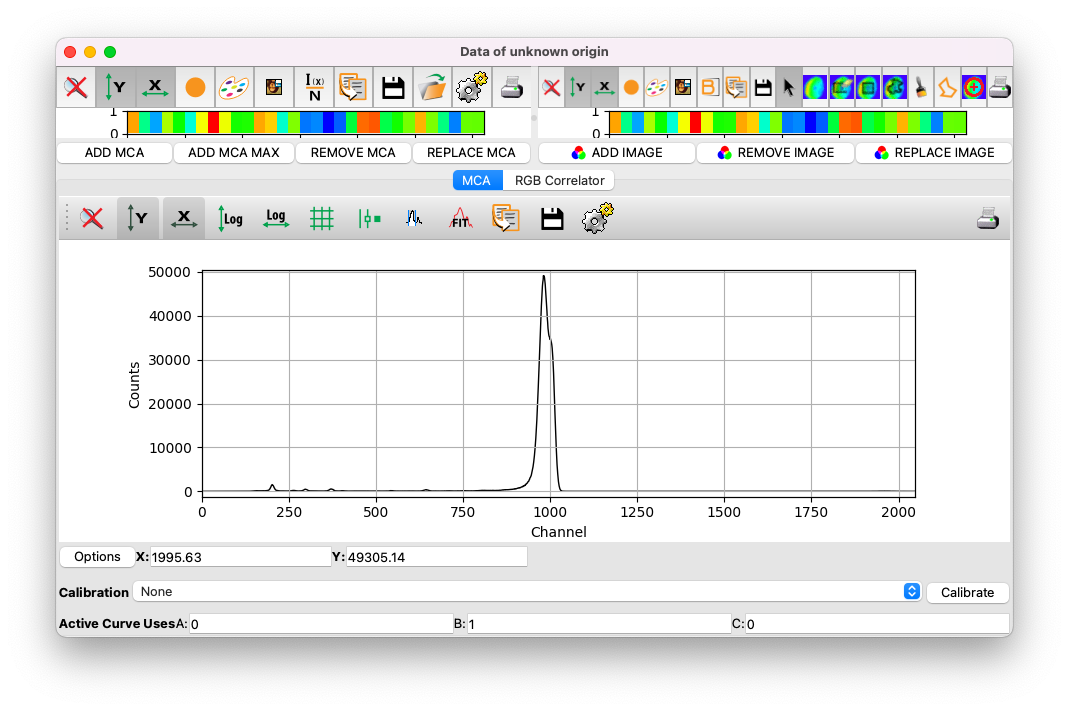 Data of unknown origin
Y X I (x) N Y X
1 1
0 0
ADD MCA ADD MCA MAX REMOVE MCA REPLACE MCA ADD IMAGE REMOVE IMAGE REPLACE IMAGE
MCA RGB Correlator
Y X Log Log FIT
50000
40000
30000
20000
10000
0
Counts
0 250 500 750 1000 1250 1500 1750 2000
Channel
Options X: 1995.63 Y: 49305.14
Calibration None Calibrate
Active Curve Uses A: 0 B: 1 C: 0